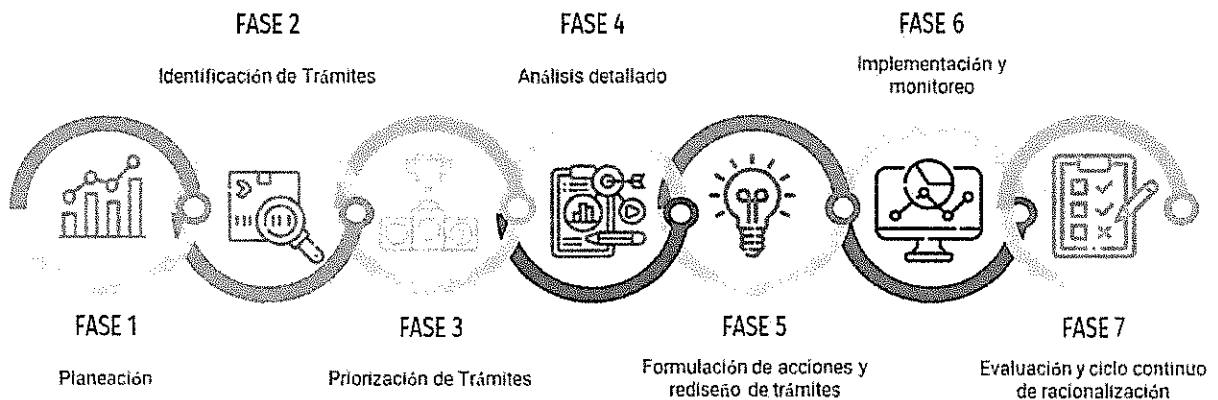 FASE 2
FASE 4
FASE 6
Identificación de Trámites
Análisis detallado
Implementación y
monitoreo
FASE 1
FASE 3
FASE 5
FASE 7
Planeación
Priorización de Trámites
Formulación de acciones y
rediseño de trámites
Evaluación y ciclo continuo
de racionalización